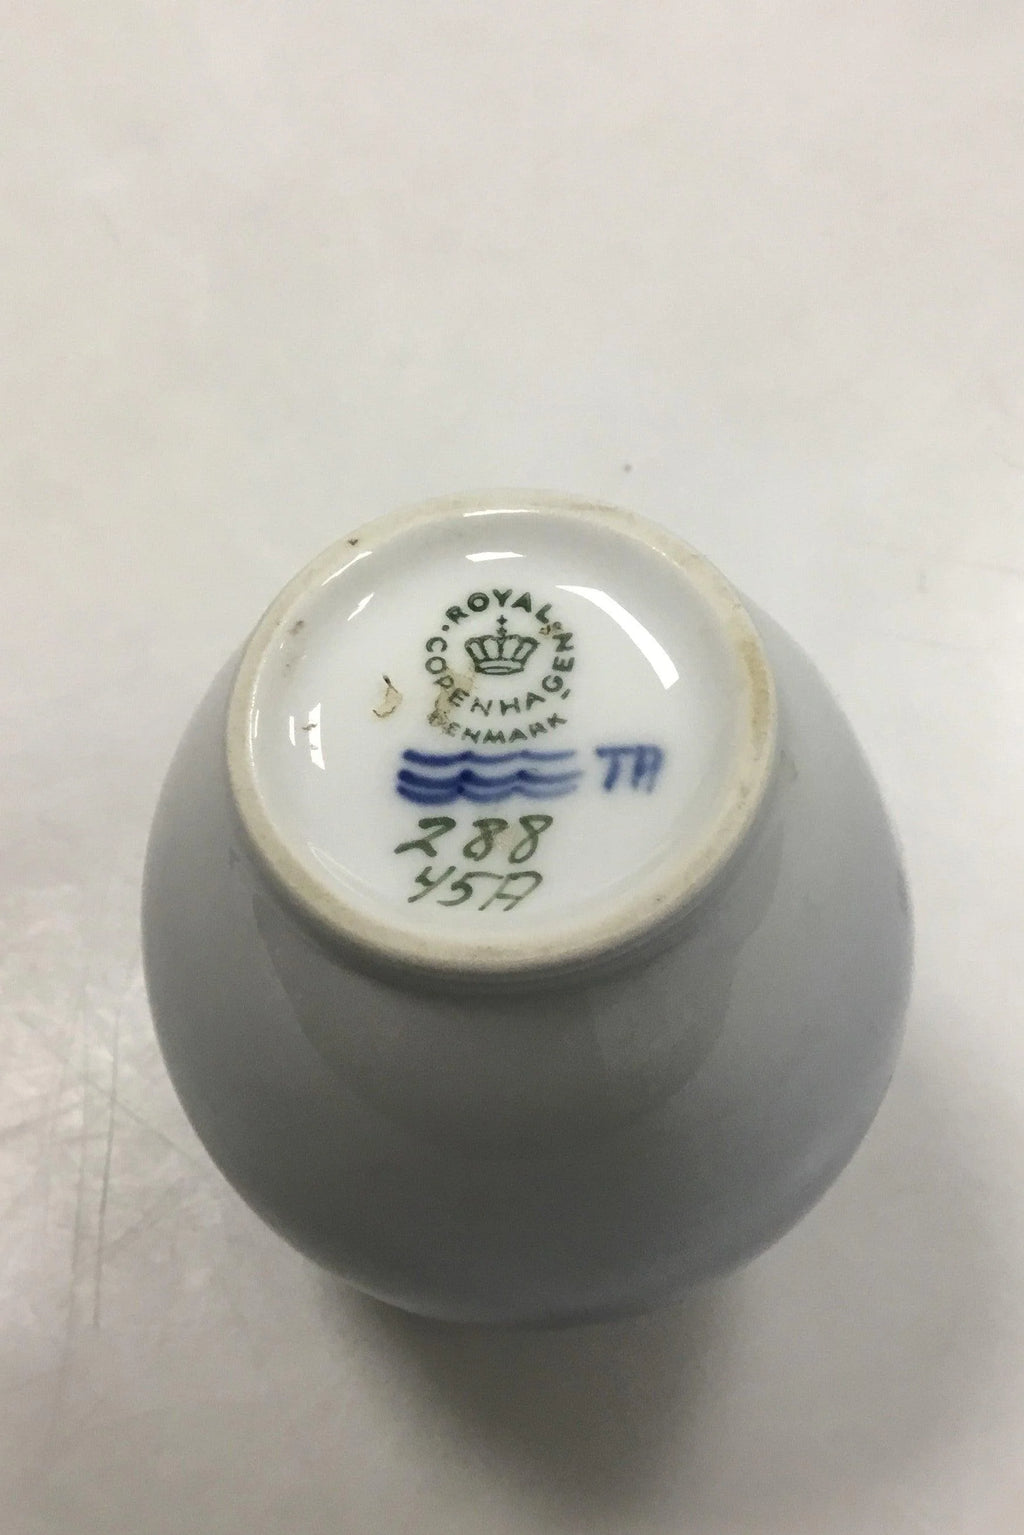 ROYAL
COPENHAGEN
DENMARK
TA
288
45A